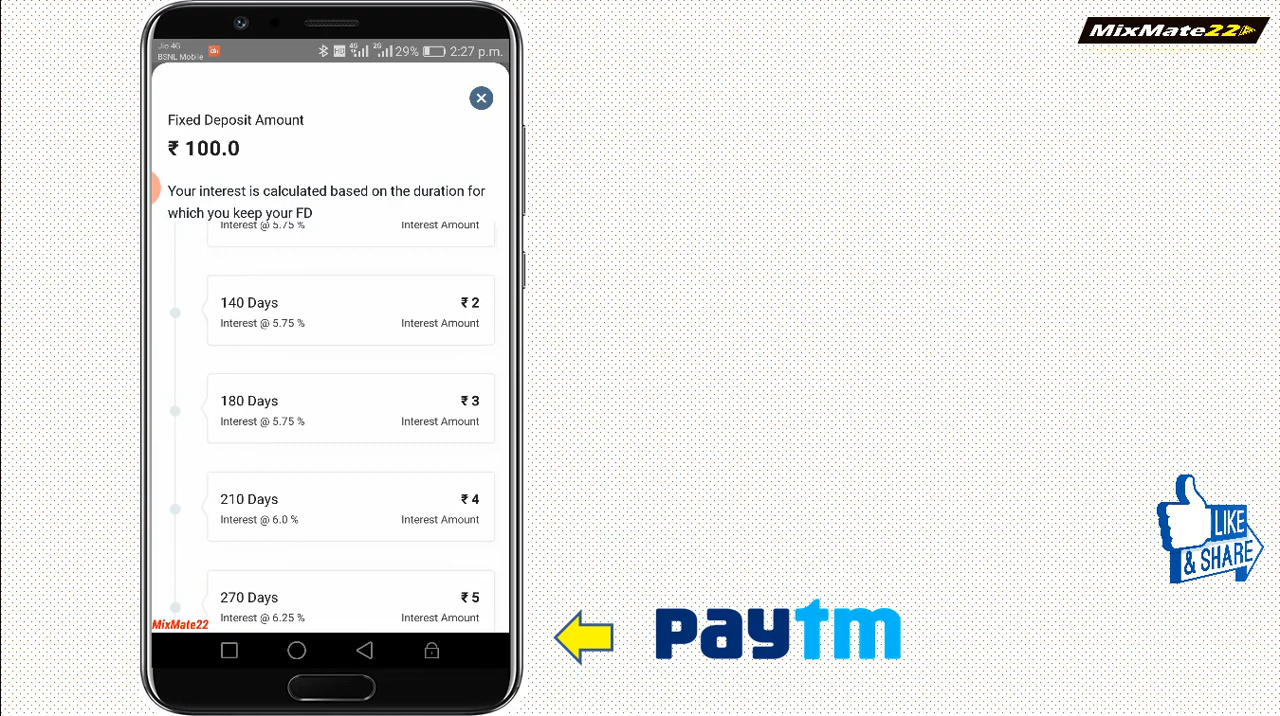 MixMate22
Jio 4G
BSNL Mobile
29% 2:27 p.m.
Fixed Deposit Amount
₹ 100.0
Your interest is calculated based on the duration for
which you keep your FD
Interest @ 5.75 % Interest Amount
140 Days ₹ 2
Interest @ 5.75 % Interest Amount
180 Days ₹ 3
Interest @ 5.75 % Interest Amount
210 Days ₹ 4
Interest @ 6.0 % Interest Amount
270 Days ₹ 5
Interest @ 6.25 % Interest Amount
MixMate22
paytm
LIKE
& SHARE